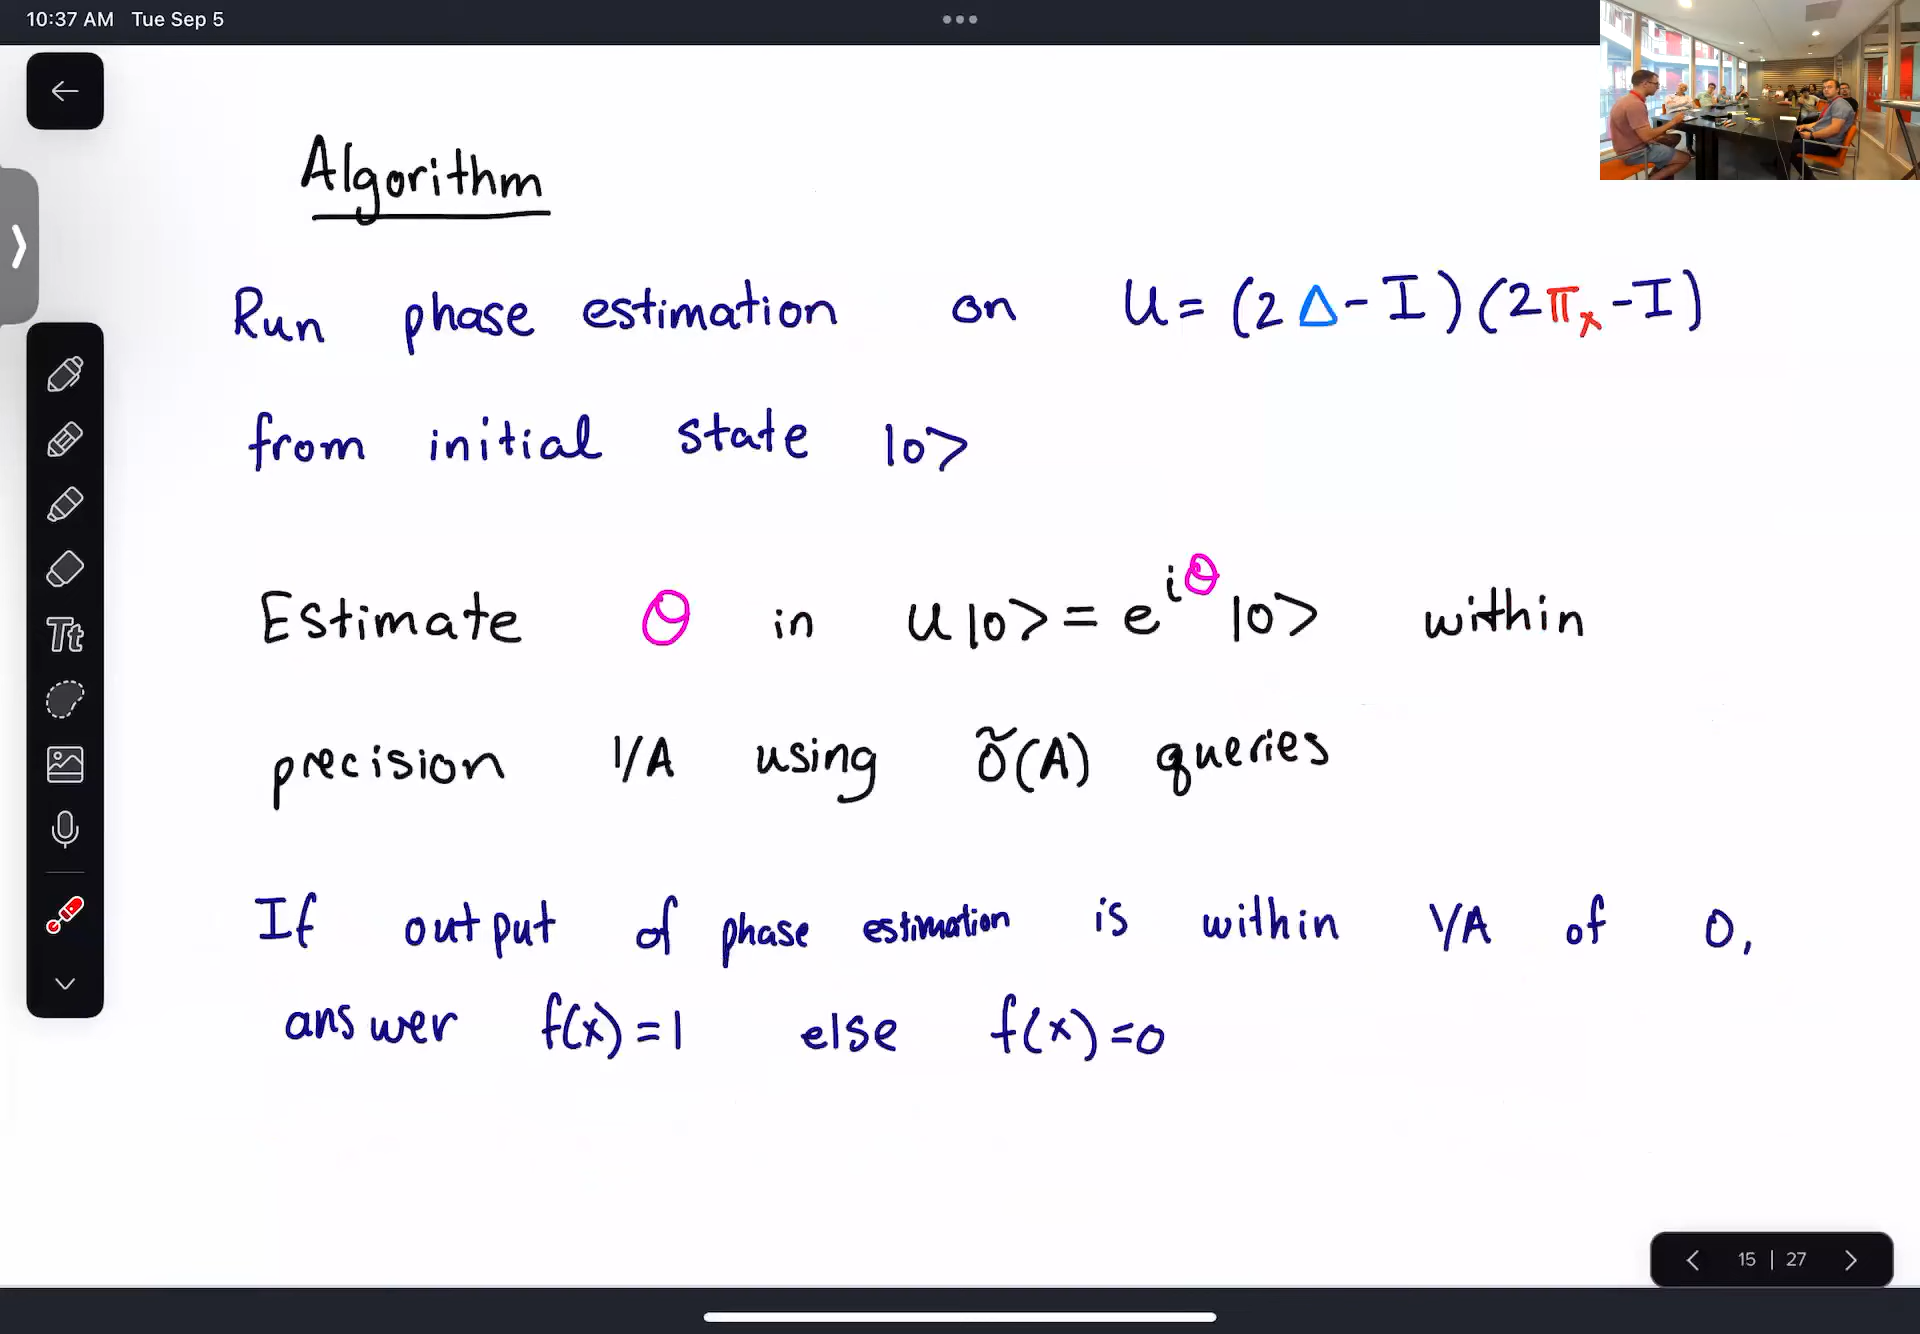 10:37 AM Tue Sep 5
Algorithm
Run phase estimation on U = (2Δ - I)(2Πₓ - I)
from initial state |0>
Estimate θ in U|0> = e^{iθ} |0> within
precision 1/A using Õ(A) queries
If output of phase estimation is within 1/A of 0,
answer f(x) = 1 else f(x) = 0
Tt
15 | 27